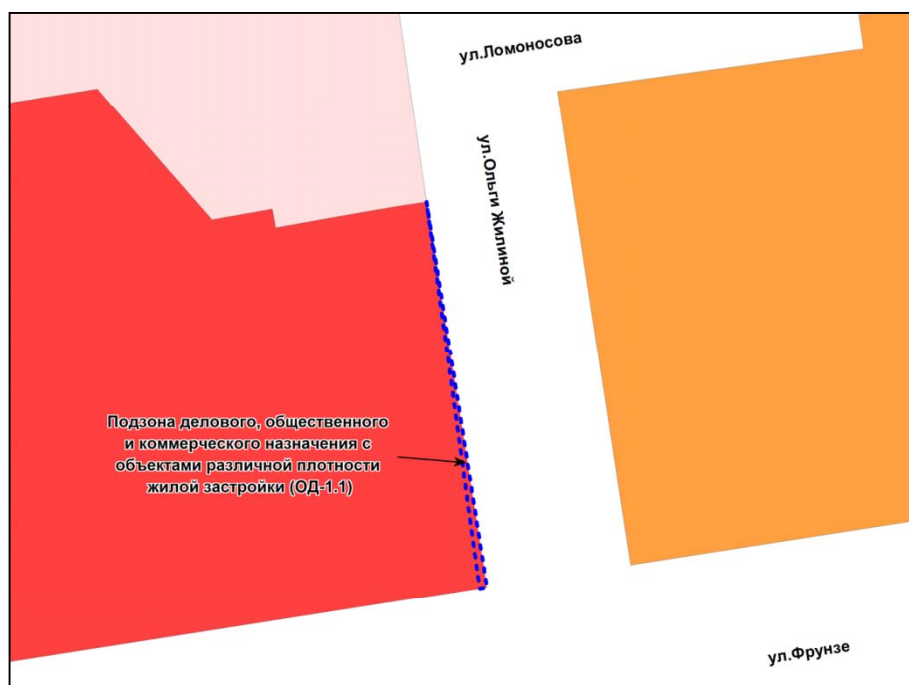 ул.Ломоносова
ул.Ольги Жилиной
Подзона делового, общественного
и коммерческого назначения с
объектами различной плотности
жилой застройки (ОД-1.1)
ул.Фрунзе